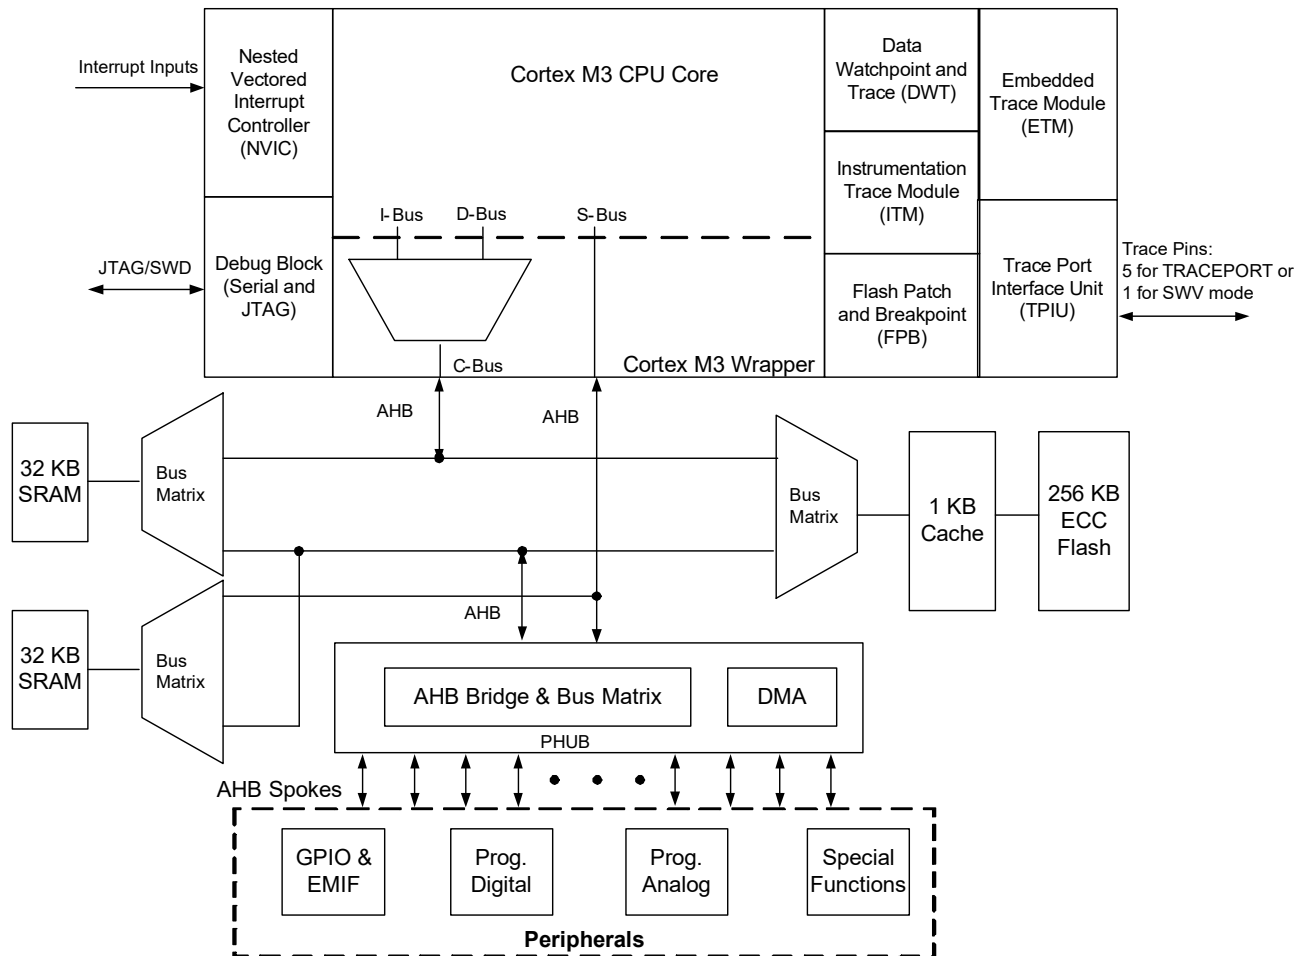 Interrupt Inputs
Nested
Vectored
Interrupt
Controller
(NVIC)
Cortex M3 CPU Core
Data
Watchpoint and
Trace (DWT)
Embedded
Trace Module
(ETM)
Instrumentation
Trace Module
(ITM)
I-Bus
D-Bus
S-Bus
JTAG/SWD
Debug Block
(Serial and
JTAG)
Flash Patch
and Breakpoint
(FPB)
Trace Port
Interface Unit
(TPIU)
Trace Pins:
5 for TRACEPORT or
1 for SWV mode
C-Bus
Cortex M3 Wrapper
AHB
AHB
32 KB
SRAM
Bus
Matrix
Bus
Matrix
1 KB
Cache
256 KB
ECC
Flash
AHB
32 KB
SRAM
Bus
Matrix
AHB Bridge & Bus Matrix
DMA
PHUB
AHB Spokes
GPIO &
EMIF
Prog.
Digital
Prog.
Analog
Special
Functions
Peripherals